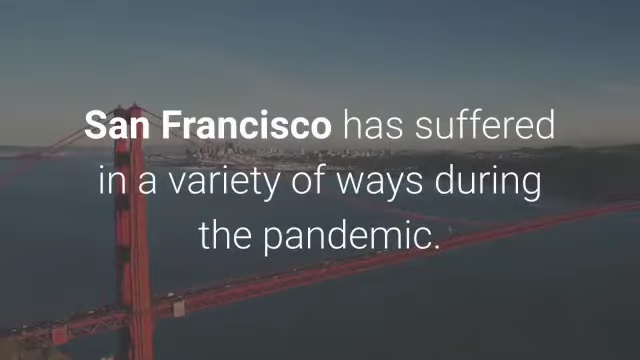 San Francisco has suffered
in a variety of ways during
the pandemic.